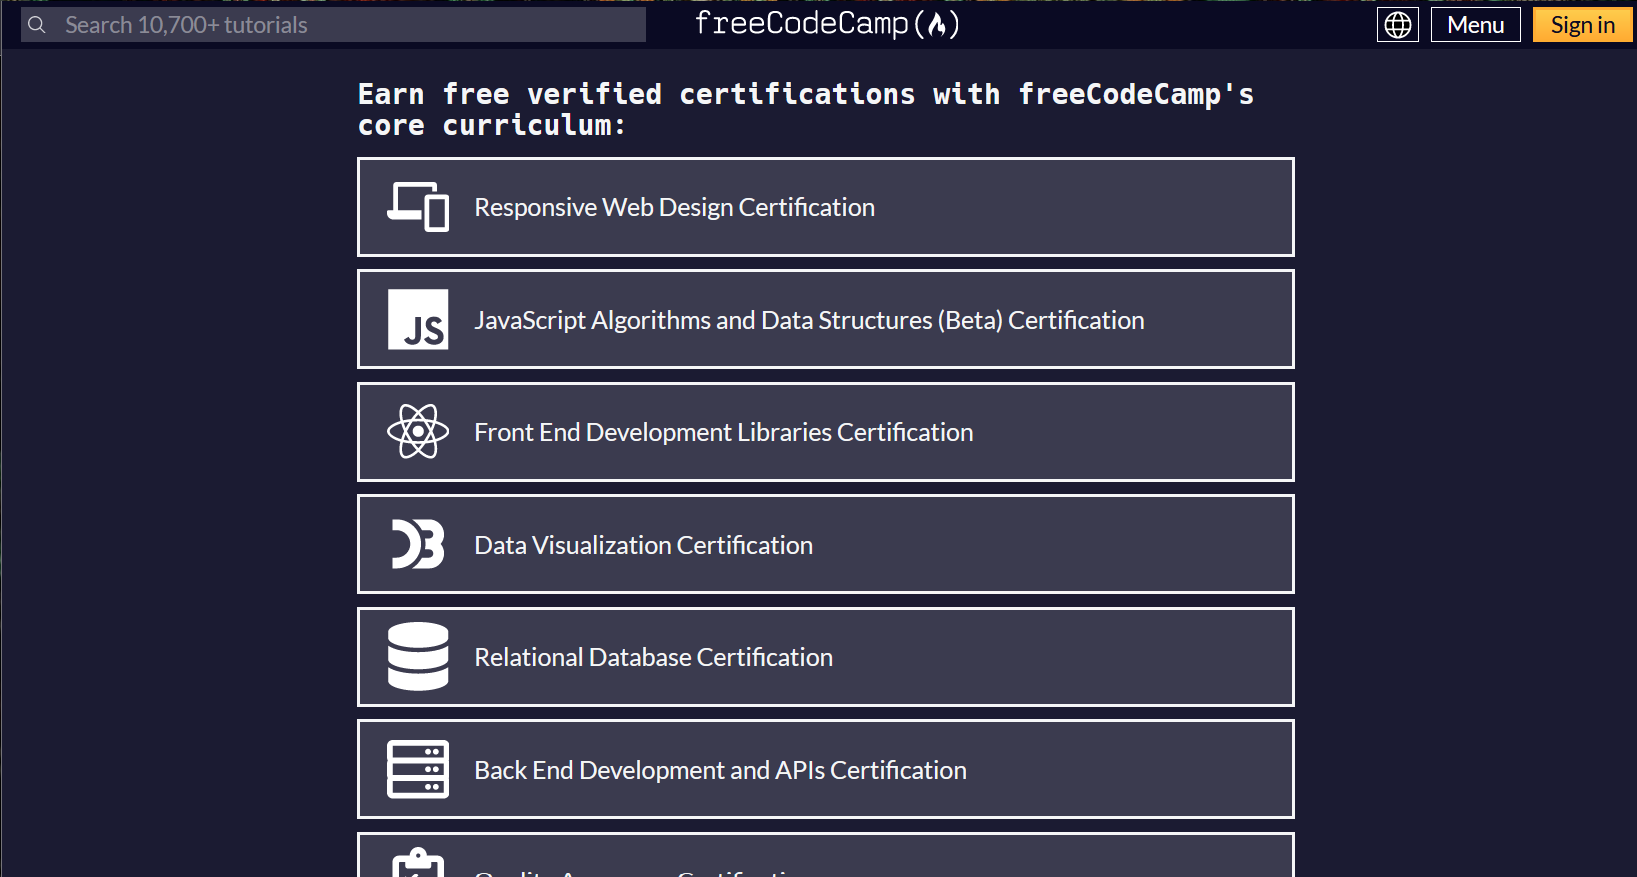 Search 10,700+ tutorials
freeCodeCamp(🔥)
Menu
Sign in
Earn free verified certifications with freeCodeCamp's
core curriculum:
Responsive Web Design Certification
JS
JavaScript Algorithms and Data Structures (Beta) Certification
Front End Development Libraries Certification
D3
Data Visualization Certification
Relational Database Certification
Back End Development and APIs Certification